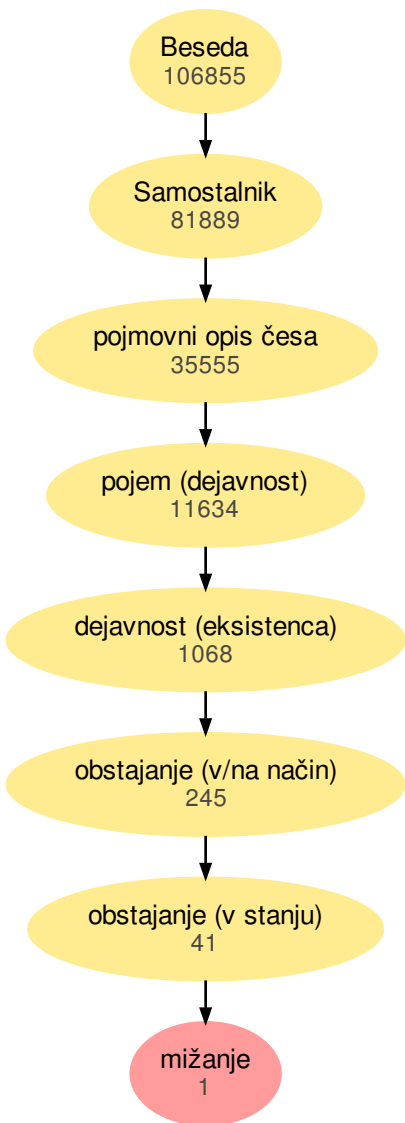 Beseda
106855
Samostalnik
81889
pojmovni opis česa
35555
pojem (dejavnost)
11634
dejavnost (eksistenca)
1068
obstajanje (v/na način)
245
obstajanje (v stanju)
41
mižanje
1